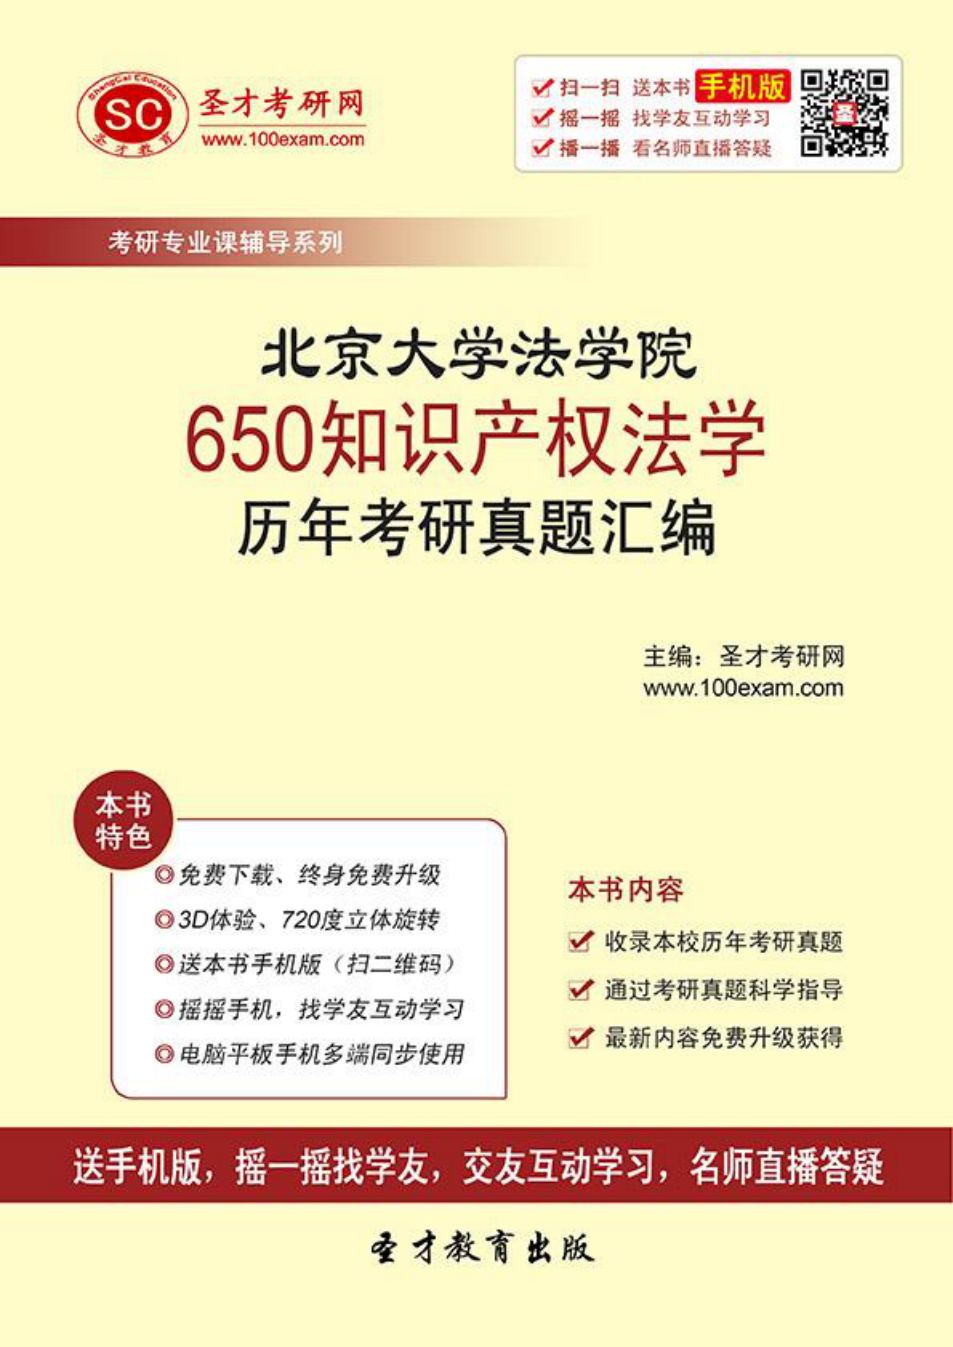 ShengCai Education
SC
圣才教育
圣才考研网
www.100exam.com
扫一扫 送本书 手机版
摇一摇 找学友互动学习
播一播 看名师直播答疑
圣
考研专业课辅导系列
北京大学法学院
650知识产权法学
历年考研真题汇编
主编：圣才考研网
www.100exam.com
本书
特色
◎免费下载、终身免费升级
◎3D体验、720度立体旋转
◎送本书手机版（扫二维码）
◎摇摇手机，找学友互动学习
◎电脑平板手机多端同步使用
本书内容
收录本校历年考研真题
通过考研真题科学指导
最新内容免费升级获得
送手机版，摇一摇找学友，交友互动学习，名师直播答疑
圣才教育出版